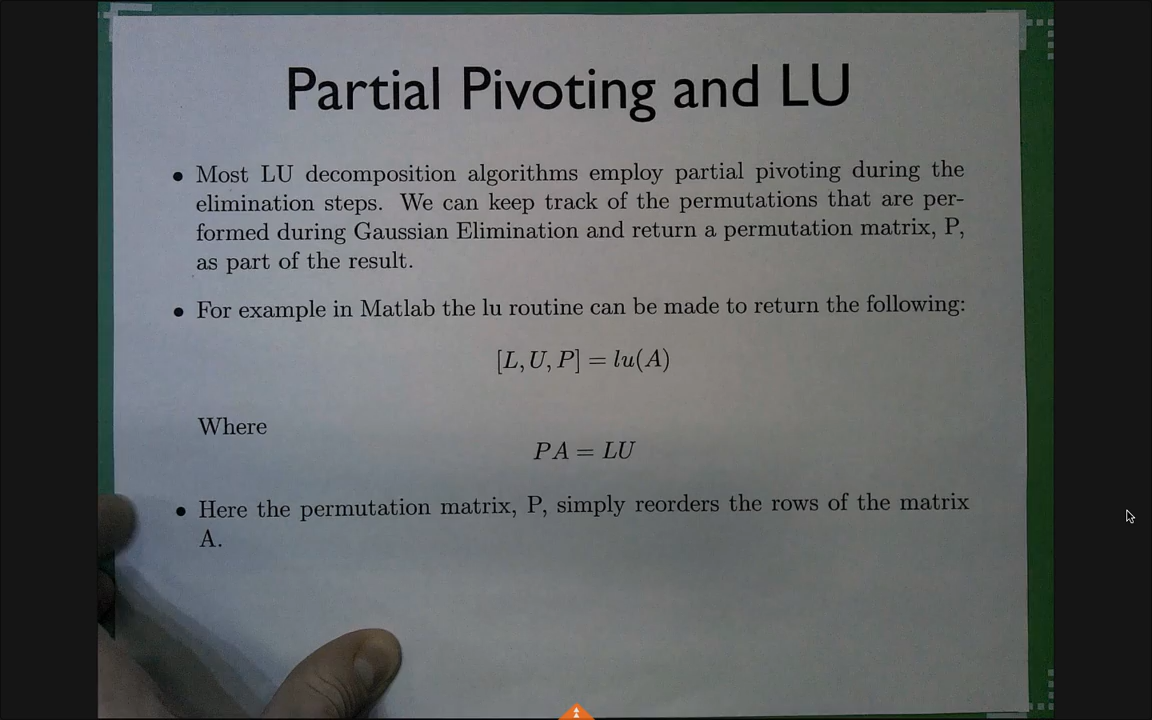 Partial Pivoting and LU
• Most LU decomposition algorithms employ partial pivoting during the
elimination steps. We can keep track of the permutations that are per-
formed during Gaussian Elimination and return a permutation matrix, P,
as part of the result.
• For example in Matlab the lu routine can be made to return the following:
[L, U, P] = lu(A)
Where
PA = LU
• Here the permutation matrix, P, simply reorders the rows of the matrix
A.